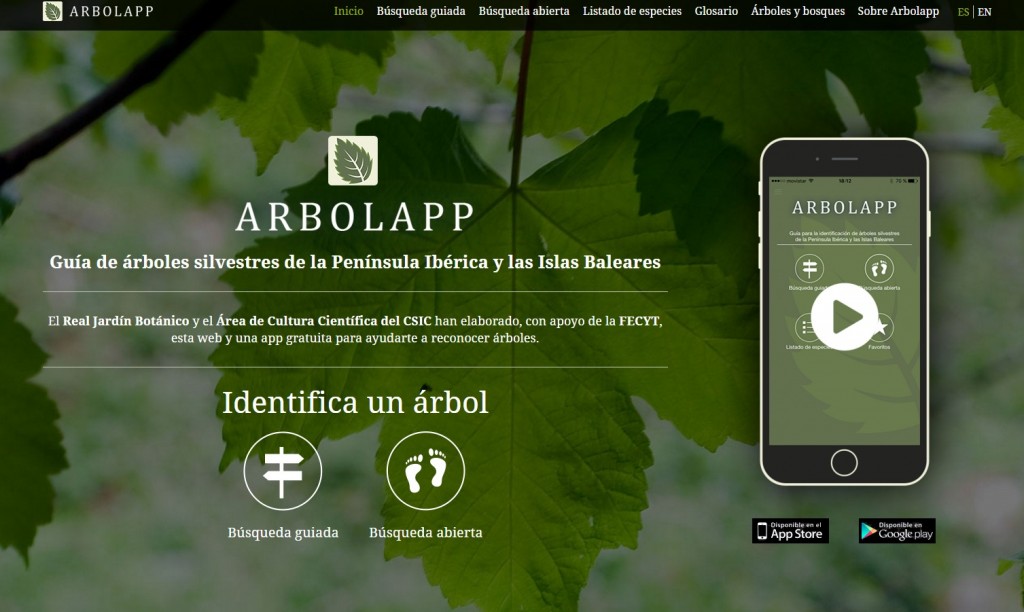 ARBOLAPP
Inicio Búsqueda guiada Búsqueda abierta Listado de especies Glosario Árboles y bosques Sobre Arbolapp ES | EN
ARBOLAPP
Guía de árboles silvestres de la Península Ibérica y las Islas Baleares
El Real Jardín Botánico y el Área de Cultura Científica del CSIC han elaborado, con apoyo de la FECYT,
esta web y una app gratuita para ayudarte a reconocer árboles.
Identifica un árbol
Búsqueda guiada Búsqueda abierta
movistar 18:12 75 %
ARBOLAPP
Guía para la identificación de árboles silvestres
de la Península Ibérica y las Islas Baleares
Búsqueda guiada
Listado de especies Favoritos
Disponible en el
App Store
Disponible en
Google play